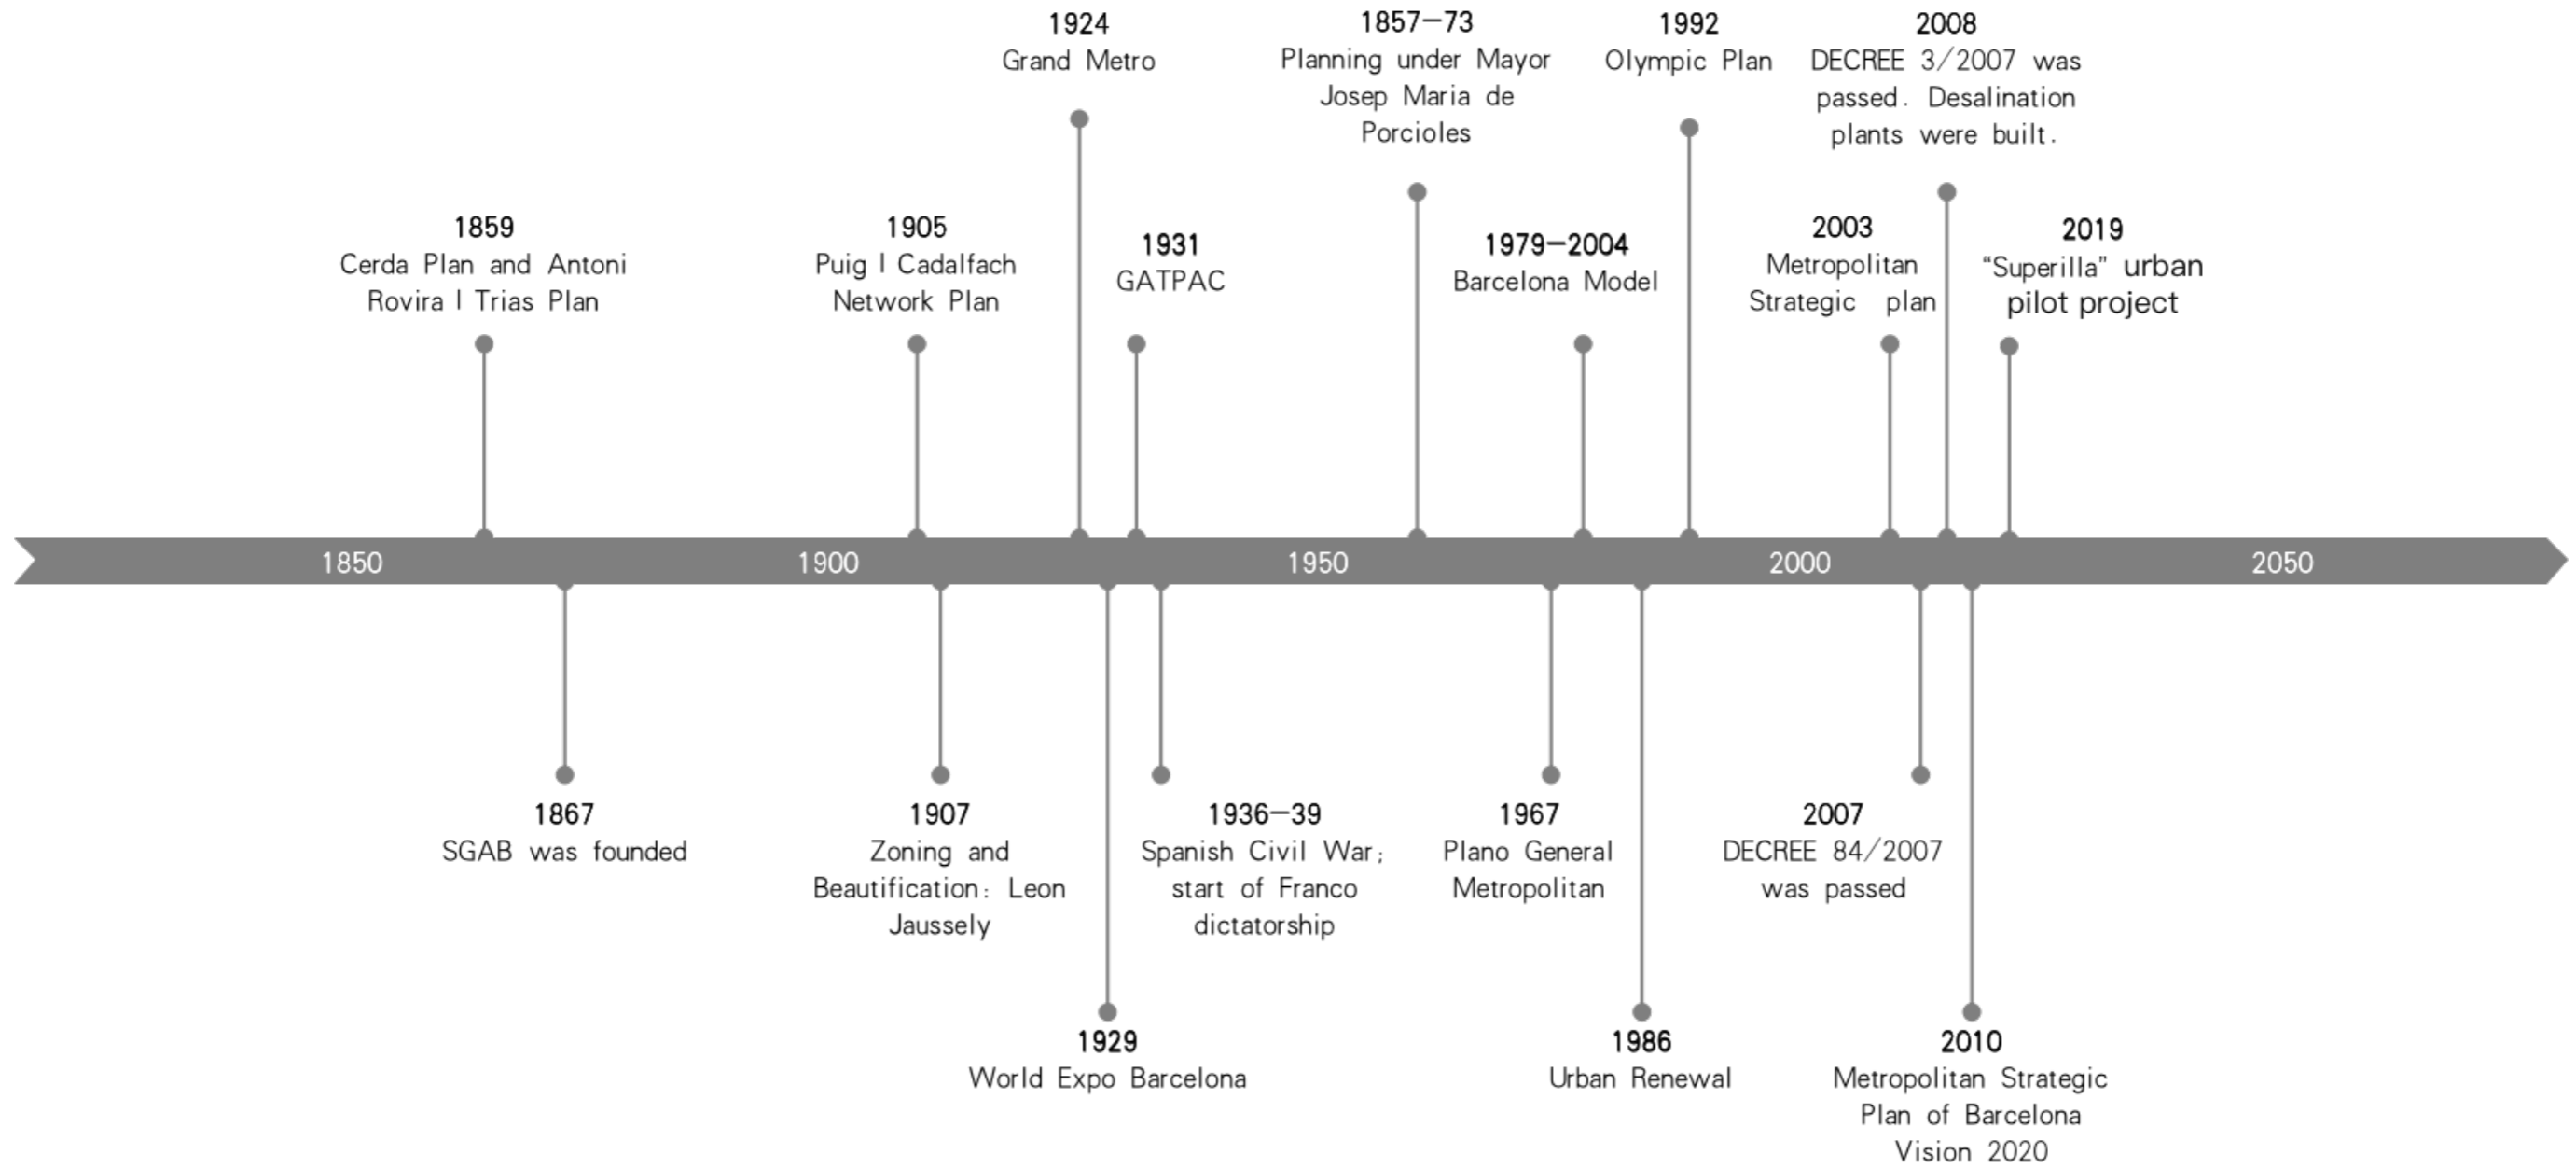 1924
Grand Metro
1857—73
Planning under Mayor
Josep Maria de
Porcioles
1992
Olympic Plan
2008
DECREE 3/2007 was
passed. Desalination
plants were built.
1859
Cerda Plan and Antoni
Rovira I Trias Plan
1905
Puig I Cadalfach
Network Plan
1931
GATPAC
1979—2004
Barcelona Model
2003
Metropolitan
Strategic plan
2019
“Superilla” urban
pilot project
1850
1900
1950
2000
2050
1867
SGAB was founded
1907
Zoning and
Beautification: Leon
Jaussely
1936—39
Spanish Civil War;
start of Franco
dictatorship
1967
Plano General
Metropolitan
2007
DECREE 84/2007
was passed
1929
World Expo Barcelona
1986
Urban Renewal
2010
Metropolitan Strategic
Plan of Barcelona
Vision 2020